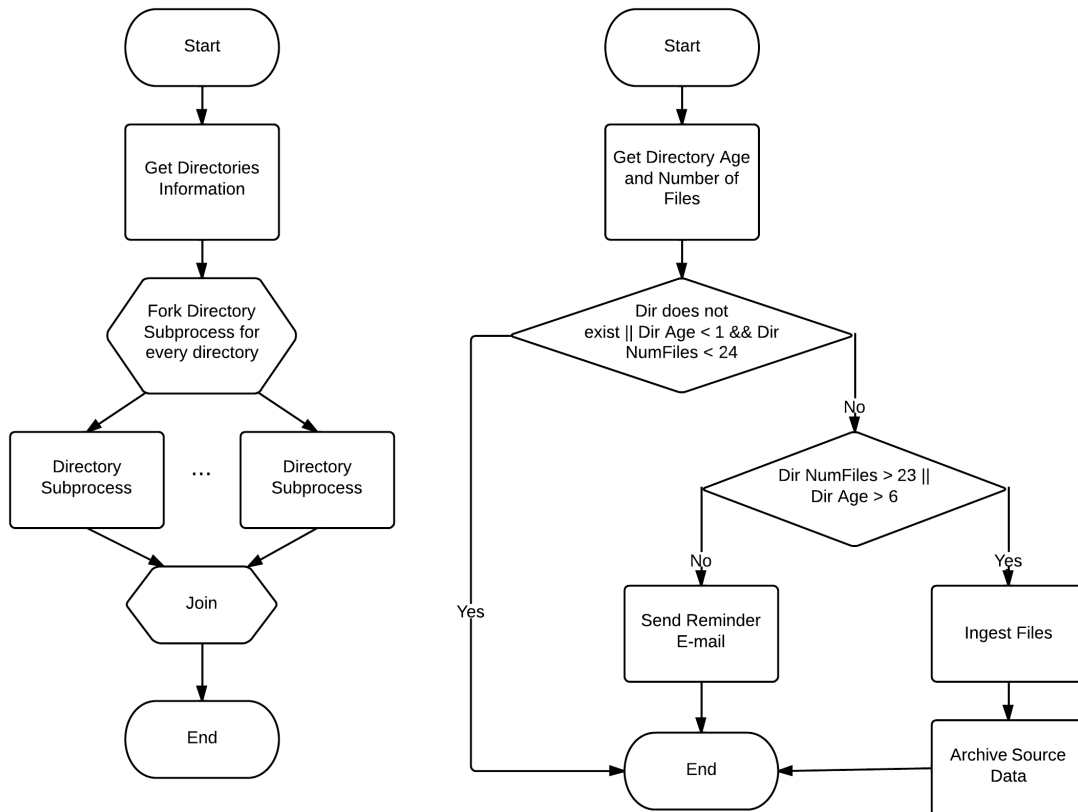 Start
Get Directories
Information
Fork Directory
Subprocess for
every directory
Directory
Subprocess
...
Directory
Subprocess
Join
End
Start
Get Directory Age
and Number of
Files
Dir does not
exist || Dir Age < 1 && Dir
NumFiles < 24
No
Dir NumFiles > 23 ||
Dir Age > 6
No
Yes
Yes
Send Reminder
E-mail
Ingest Files
End
Archive Source
Data